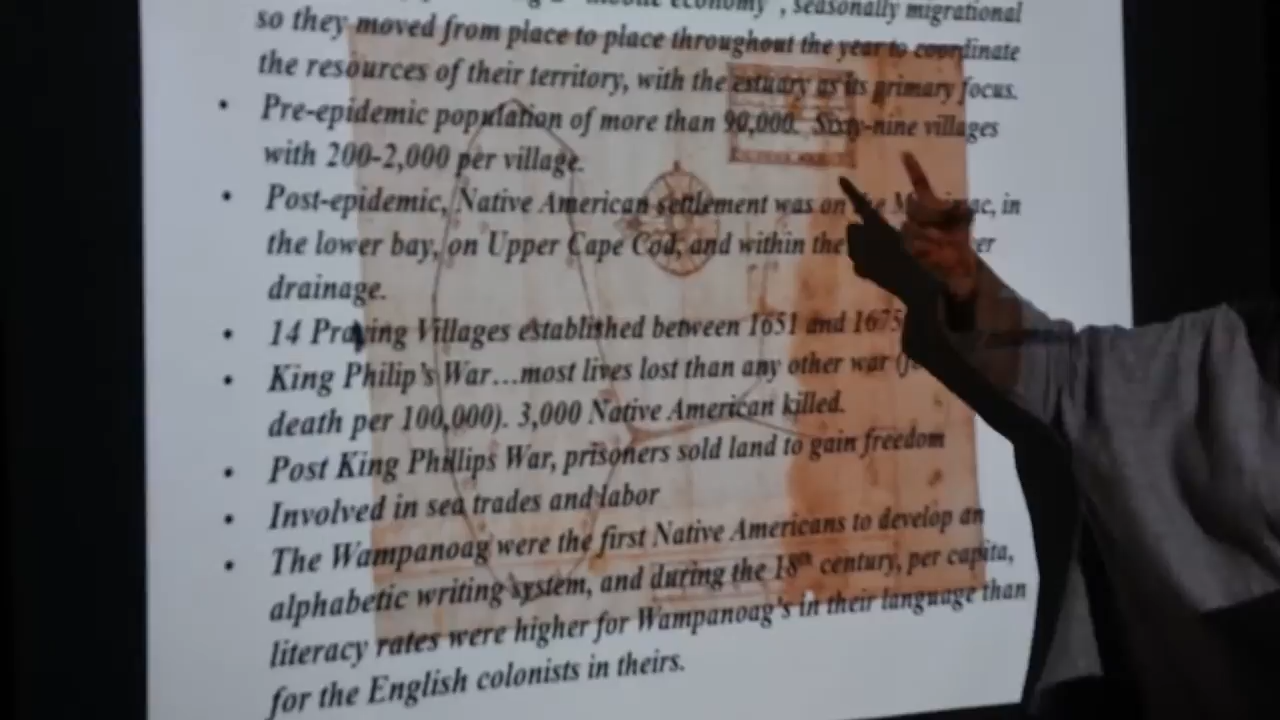 economy", seasonally migrational
so they moved from place to place throughout the year to coordinate
the resources of their territory, with the estuary as its primary focus.
• Pre-epidemic population of more than 90,000. Sixty-nine villages
with 200-2,000 per village.
• Post-epidemic, Native American settlement was on the in
the lower bay, on Upper Cape Cod, and within the
drainage.
• 14 Praying Villages established between 1651 and 1675
• King Philip's War...most lives lost than any other war
death per 100,000). 3,000 Native American killed.
• Post King Phillips War, prisoners sold land to gain freedom
• Involved in sea trades and labor
• The Wampanoag were the first Native Americans to develop an
alphabetic writing system, and during the 18th century, per capita,
literacy rates were higher for Wampanoag's in their language than
for the English colonists in theirs.